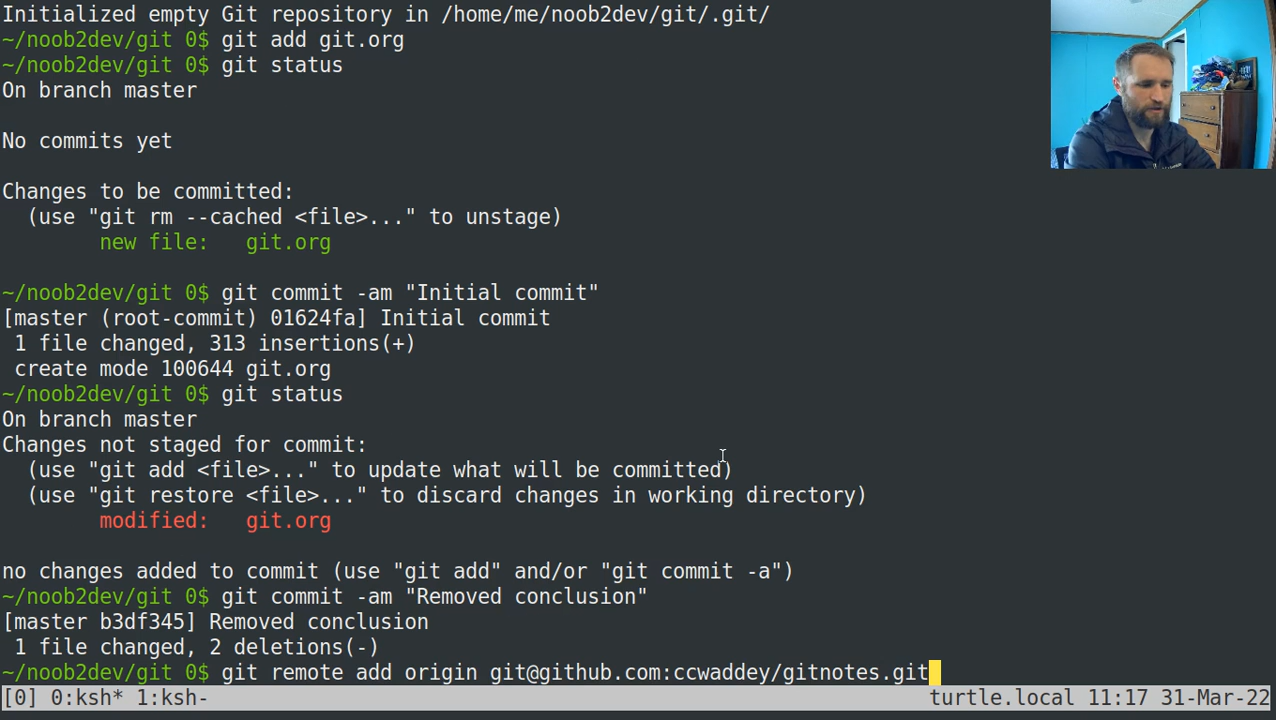 Initialized empty Git repository in /home/me/noob2dev/git/.git/
~/noob2dev/git 0$ git add git.org
~/noob2dev/git 0$ git status
On branch master
No commits yet
Changes to be committed:
  (use "git rm --cached <file>..." to unstage)
        new file:   git.org
~/noob2dev/git 0$ git commit -am "Initial commit"
[master (root-commit) 01624fa] Initial commit
 1 file changed, 313 insertions(+)
 create mode 100644 git.org
~/noob2dev/git 0$ git status
On branch master
Changes not staged for commit:
  (use "git add <file>..." to update what will be committed)
  (use "git restore <file>..." to discard changes in working directory)
        modified:   git.org
no changes added to commit (use "git add" and/or "git commit -a")
~/noob2dev/git 0$ git commit -am "Removed conclusion"
[master b3df345] Removed conclusion
 1 file changed, 2 deletions(-)
~/noob2dev/git 0$ git remote add origin git@github.com:ccwaddey/gitnotes.git
[0] 0:ksh* 1:ksh- turtle.local 11:17 31-Mar-22